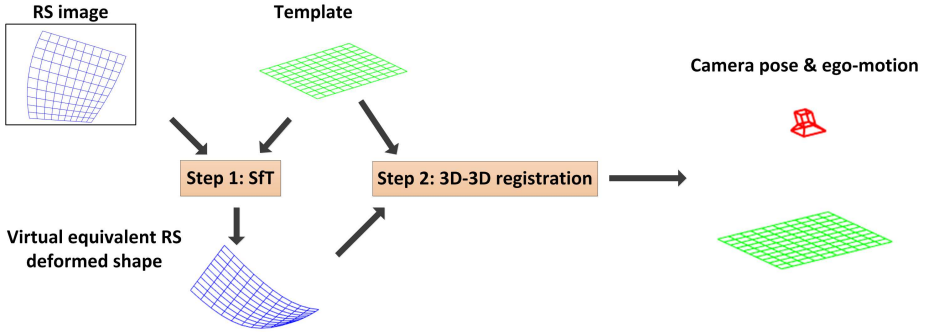 RS image
Template
Camera pose & ego-motion
Step 1: SfT
Step 2: 3D-3D registration
Virtual equivalent RS
deformed shape